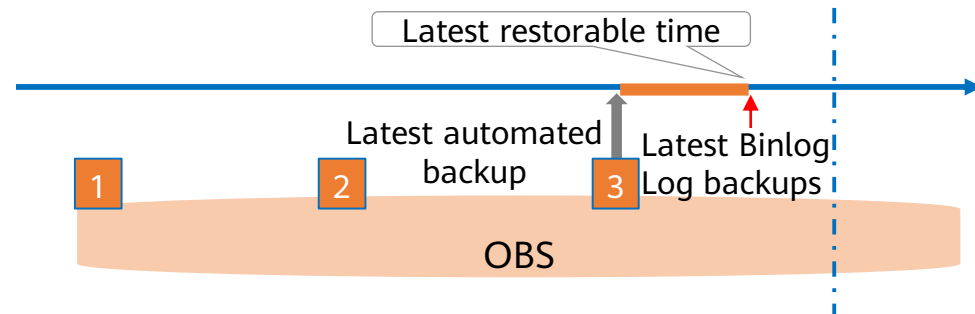 Latest restorable time
Latest automated
backup
Latest Binlog
Log backups
1
2
3
OBS